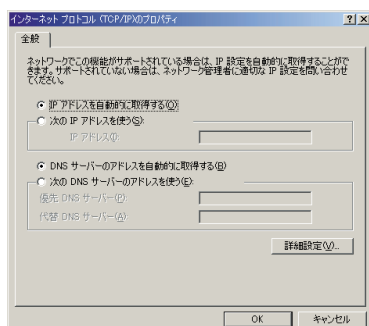 インターネット プロトコル (TCP/IP)のプロパティ
全般
ネットワークでこの機能がサポートされている場合は、IP 設定を自動的に取得することがで
きます。サポートされていない場合は、ネットワーク管理者に適切な IP 設定を問い合わせ
てください。
IP アドレスを自動的に取得する(O)
次の IP アドレスを使う(S):
IP アドレス(I):
DNS サーバーのアドレスを自動的に取得する(B)
次の DNS サーバーのアドレスを使う(E):
優先 DNS サーバー(P):
代替 DNS サーバー(A):
詳細設定(V)...
OK
キャンセル